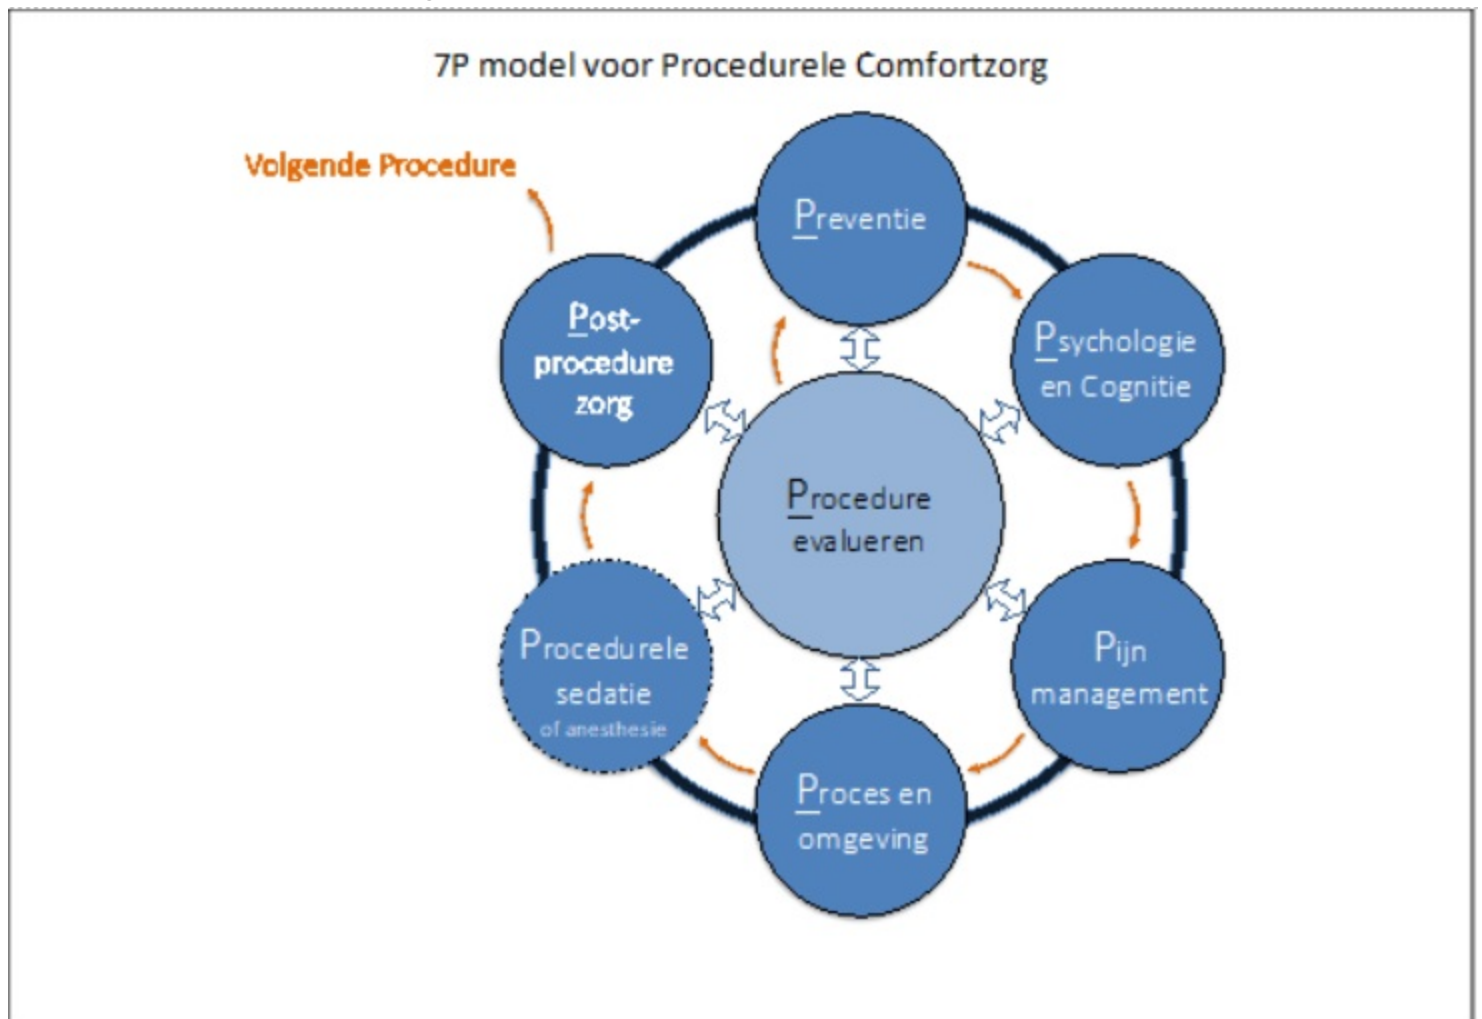 7P model voor Procedurele Comfortzorg
Volgende Procedure
Preventie
Psychologie
en Cognitie
Pijn
management
Proces en
omgeving
Procedurele
sedatie
of anesthesie
Post-
procedure
zorg
Procedure
evalueren